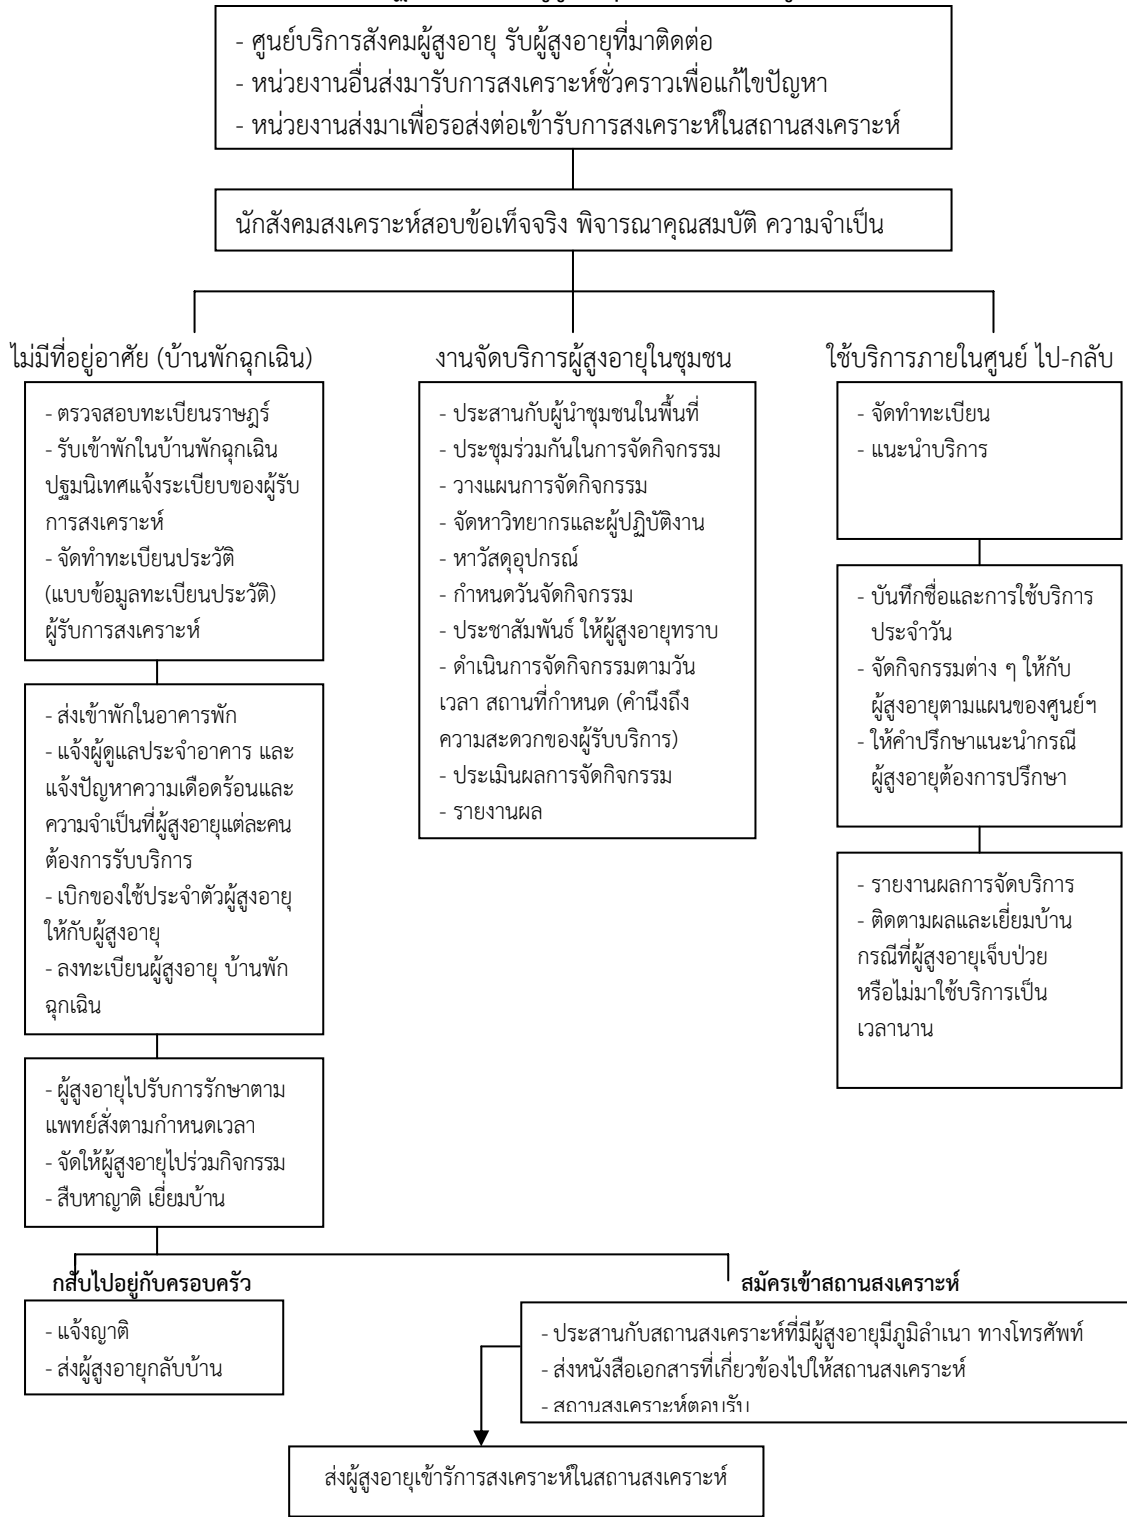 - ศูนย์บริการสังคมผู้สูงอายุ รับผู้สูงอายุที่มาติดต่อ
- หน่วยงานอื่นส่งมารับการสงเคราะห์ชั่วคราวเพื่อแก้ไขปัญหา
- หน่วยงานส่งมาเพื่อรอส่งต่อเข้ารับการสงเคราะห์ในสถานสงเคราะห์
นักสังคมสงเคราะห์สอบข้อเท็จจริง พิจารณาคุณสมบัติ ความจำเป็น
ไม่มีที่อยู่อาศัย (บ้านพักฉุกเฉิน)
- ตรวจสอบทะเบียนราษฎร์
- รับเข้าพักในบ้านพักฉุกเฉิน
ปฐมนิเทศแจ้งระเบียบของผู้รับ
การสงเคราะห์
- จัดทำทะเบียนประวัติ
(แบบข้อมูลทะเบียนประวัติ)
ผู้รับการสงเคราะห์
- ส่งเข้าพักในอาคารพัก
- แจ้งผู้ดูแลประจำอาคาร และ
แจ้งปัญหาความเดือดร้อนและ
ความจำเป็นที่ผู้สูงอายุแต่ละคน
ต้องการรับบริการ
- เบิกของใช้ประจำตัวผู้สูงอายุ
ให้กับผู้สูงอายุ
- ลงทะเบียนผู้สูงอายุ บ้านพัก
ฉุกเฉิน
- ผู้สูงอายุไปรับการรักษาตาม
แพทย์สั่งตามกำหนดเวลา
- จัดให้ผู้สูงอายุไปร่วมกิจกรรม
- สืบหาญาติ เยี่ยมบ้าน
งานจัดบริการผู้สูงอายุในชุมชน
- ประสานกับผู้นำชุมชนในพื้นที่
- ประชุมร่วมกันในการจัดกิจกรรม
- วางแผนการจัดกิจกรรม
- จัดหาวิทยากรและผู้ปฏิบัติงาน
- หาวัสดุอุปกรณ์
- กำหนดวันจัดกิจกรรม
- ประชาสัมพันธ์ ให้ผู้สูงอายุทราบ
- ดำเนินการจัดกิจกรรมตามวัน
เวลา สถานที่กำหนด (คำนึงถึง
ความสะดวกของผู้รับบริการ)
- ประเมินผลการจัดกิจกรรม
- รายงานผล
ใช้บริการภายในศูนย์ ไป-กลับ
- จัดทำทะเบียน
- แนะนำบริการ
- บันทึกชื่อและการใช้บริการ
ประจำวัน
- จัดกิจกรรมต่าง ๆ ให้กับ
ผู้สูงอายุตามแผนของศูนย์ฯ
- ให้คำปรึกษาแนะนำกรณี
ผู้สูงอายุต้องการปรึกษา
- รายงานผลการจัดบริการ
- ติดตามผลและเยี่ยมบ้าน
กรณีที่ผู้สูงอายุเจ็บป่วย
หรือไม่มาใช้บริการเป็น
เวลานาน
กลับไปอยู่กับครอบครัว
- แจ้งญาติ
- ส่งผู้สูงอายุกลับบ้าน
สมัครเข้าสถานสงเคราะห์
- ประสานกับสถานสงเคราะห์ที่มีผู้สูงอายุมีภูมิลำเนา ทางโทรศัพท์
- ส่งหนังสือเอกสารที่เกี่ยวข้องไปให้สถานสงเคราะห์
- สถานสงเคราะห์ตอบรับ
ส่งผู้สูงอายุเข้ารัการสงเคราะห์ในสถานสงเคราะห์